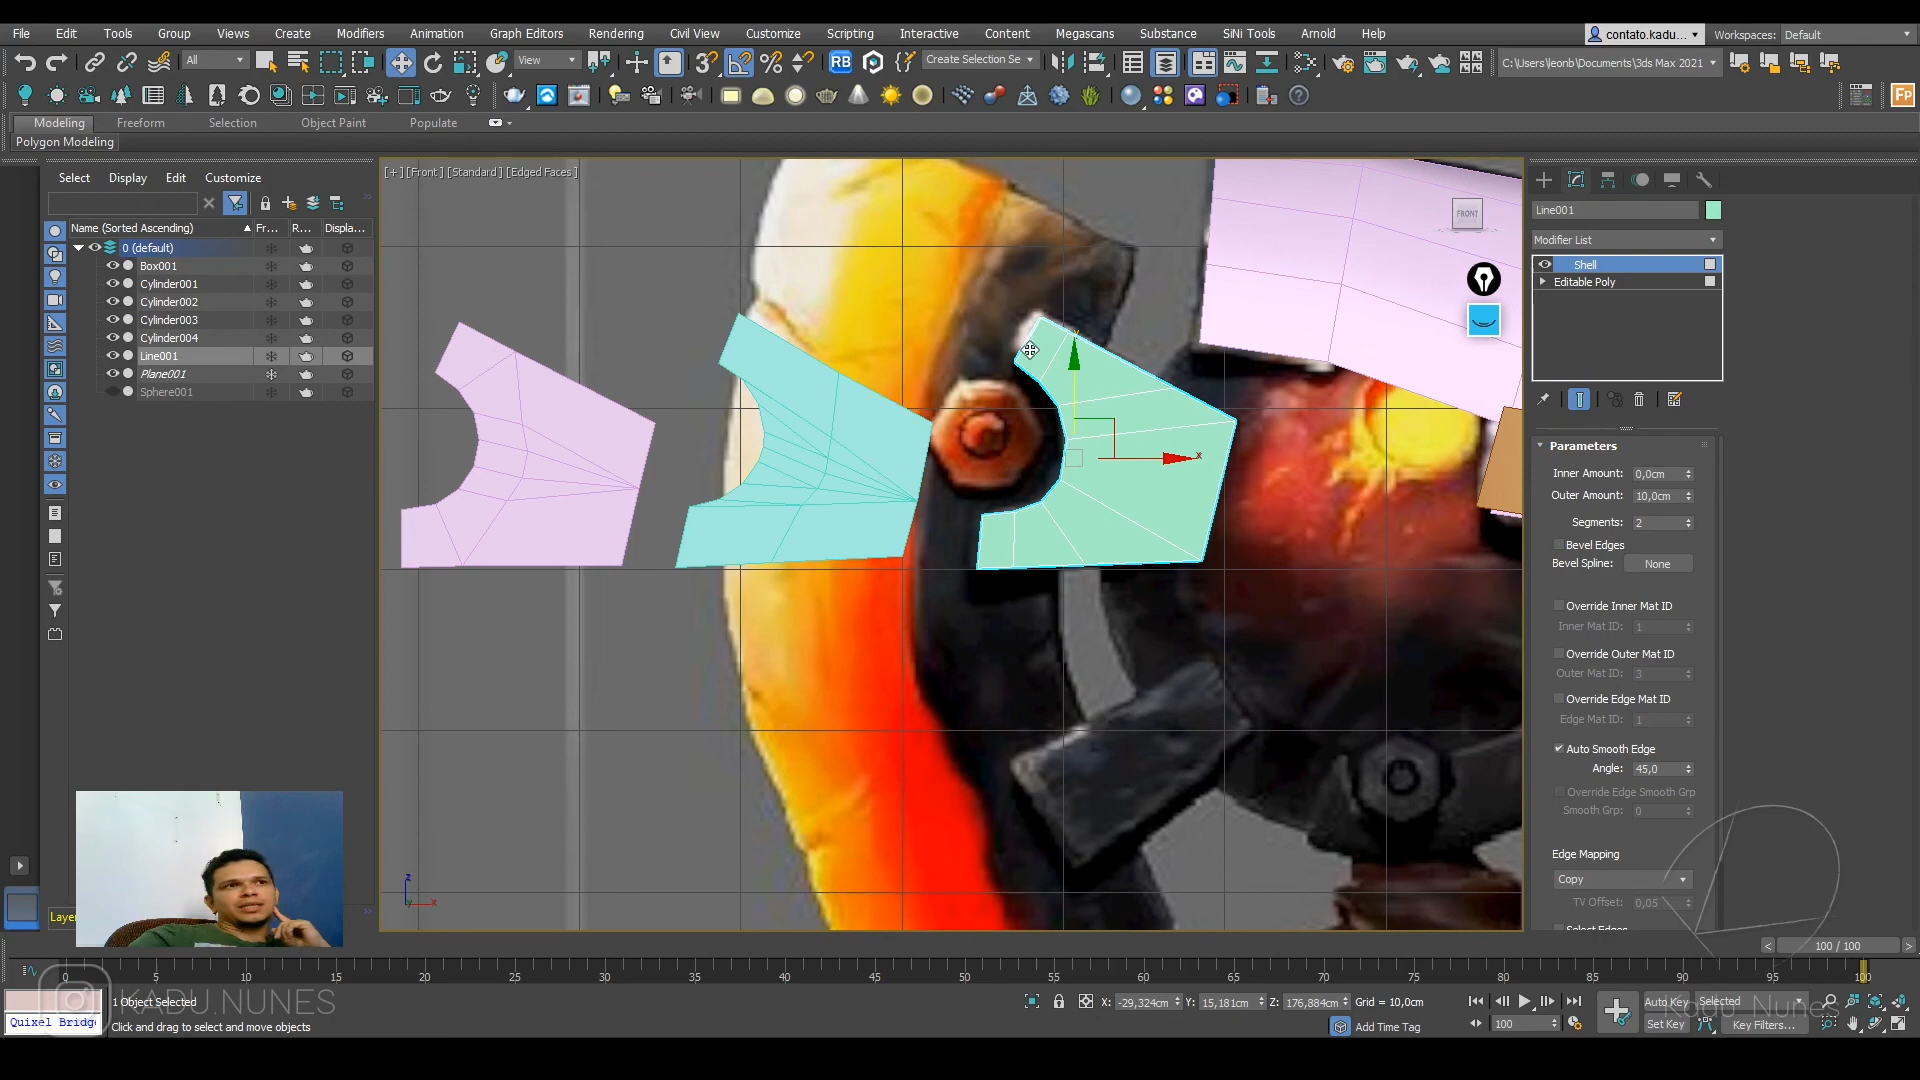 File Edit Tools Group Views Create Modifiers Animation Graph Editors Rendering Civil View Customize Scripting Interactive Content Megascans Substance SiNi Tools Arnold Help
contato.kadu... Workspaces: Default
All View Create Selection Se C:\Users\leonb\Documents\3ds Max 2021
Modeling Freeform Selection Object Paint Populate
Polygon Modeling
Select Display Edit Customize
[+] [Front] [Standard] [Edged Faces]
Name (Sorted Ascending) Fr... R... Displa...
0 (default)
Box001
Cylinder001
Cylinder002
Cylinder003
Cylinder004
Line001
Plane001
Sphere001
Layer
FRONT
Line001
Modifier List
Shell
Editable Poly
Parameters
Inner Amount: 0,0cm
Outer Amount: 10,0cm
Segments: 2
Bevel Edges
Bevel Spline: None
Override Inner Mat ID
Inner Mat ID: 1
Override Outer Mat ID
Outer Mat ID: 3
Override Edge Mat ID
Edge Mat ID: 1
Auto Smooth Edge
Angle: 45,0
Override Edge Smooth Grp
Smooth Grp: 0
Edge Mapping
Copy
TV Offset: 0,05
Select Edges
100 / 100
0 5 10 15 20 25 30 35 40 45 50 55 60 65 70 75 80 85 90 95 100
KADU.NUNES
1 Object Selected
Quixel Bridge
Click and drag to select and move objects
X: -29,324cm Y: 15,181cm Z: 176,884cm Grid = 10,0cm
Add Time Tag
100
Auto Key Selected
Set Key Key Filters...
Kadu Nunes